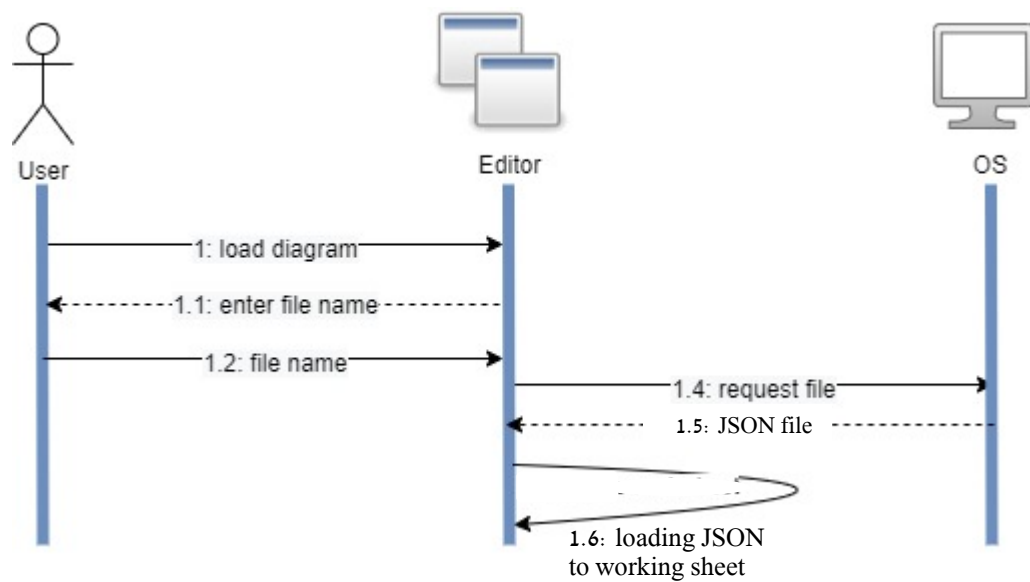 User
Editor
OS
1: load diagram
1.1: enter file name
1.2: file name
1.4: request file
1.5: JSON file
1.6: loading JSON
to working sheet